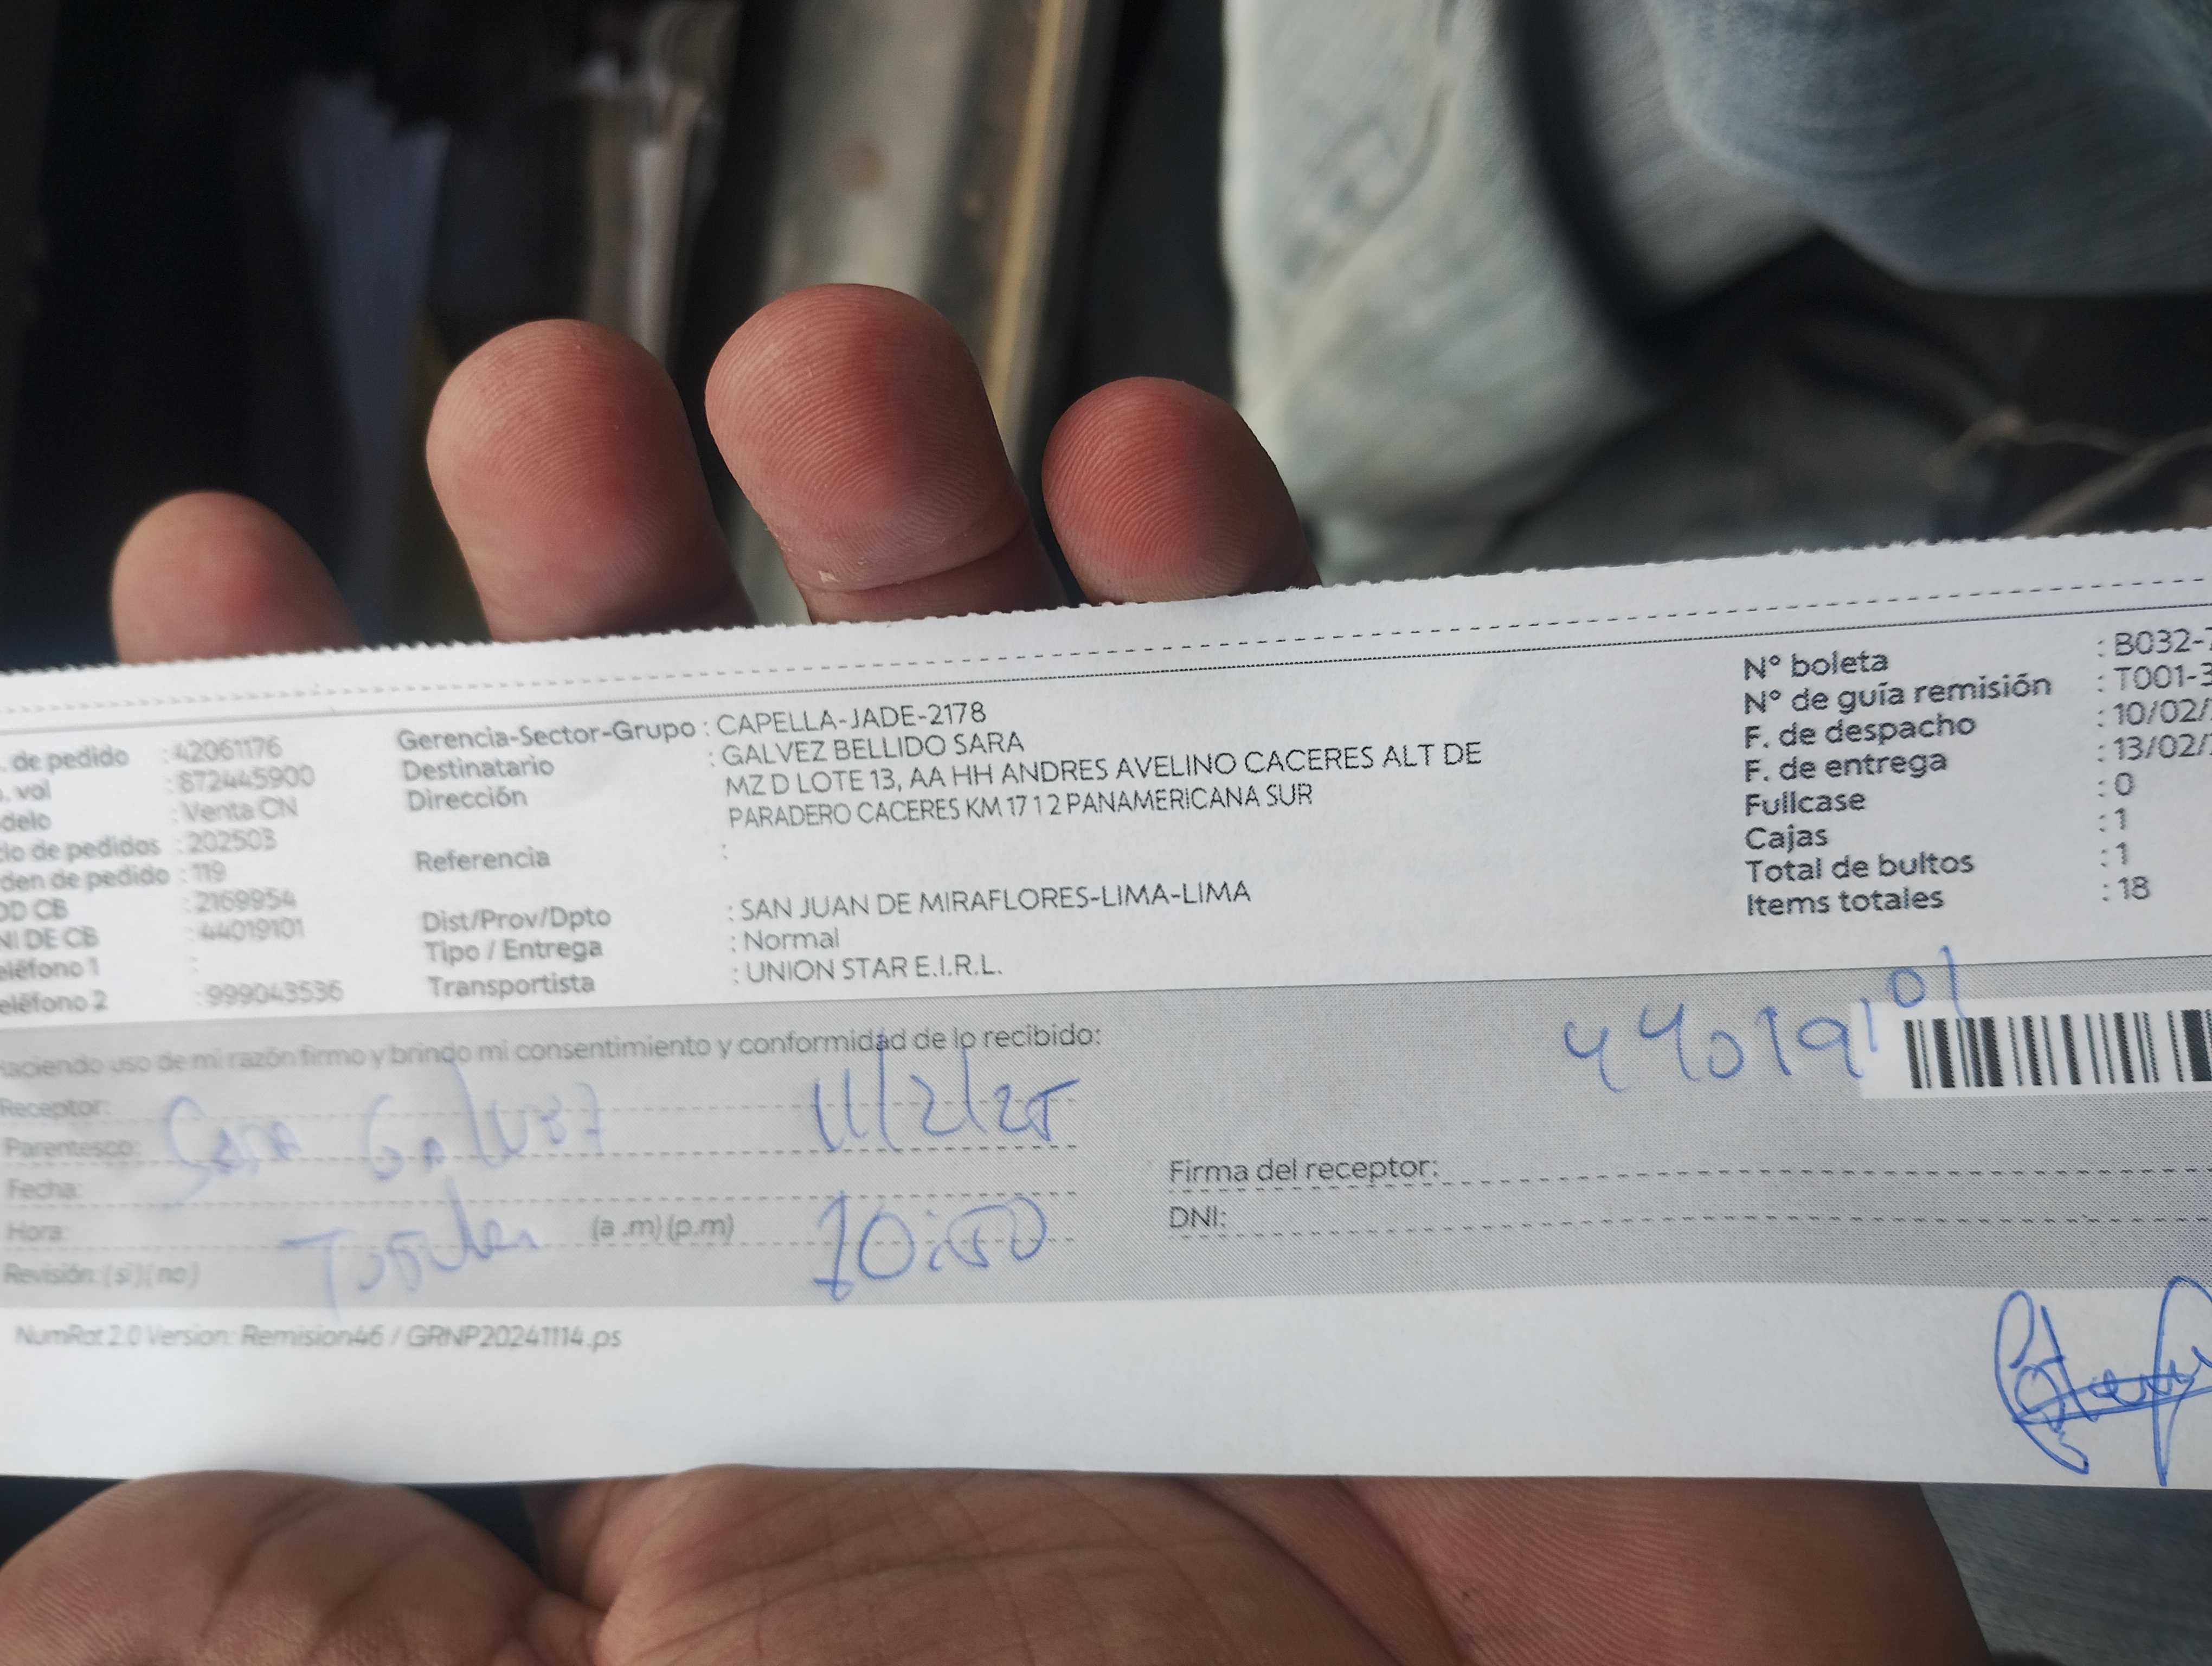 . de pedido : 42061176
. vol : 872445900
delo : Venta CN
lo de pedidos : 202503
den de pedido : 119
OD CB : 2169954
NI DE CB : 44019101
eléfono 1 :
eléfono 2 : 999043536
Gerencia-Sector-Grupo : CAPELLA-JADE-2178
Destinatario : GALVEZ BELLIDO SARA
Dirección MZ D LOTE 13, AA HH ANDRES AVELINO CACERES ALT DE
PARADERO CACERES KM 17 1 2 PANAMERICANA SUR
Referencia :
Dist/Prov/Dpto : SAN JUAN DE MIRAFLORES-LIMA-LIMA
Tipo / Entrega : Normal
Transportista : UNION STAR E.I.R.L.
N° boleta : B032-
N° de guía remisión : T001-3
F. de despacho : 10/02/
F. de entrega : 13/02/
Fullcase : 0
Cajas : 1
Total de bultos : 1
Items totales : 18
Haciendo uso de mi razón firmo y brindo mi consentimiento y conformidad de lo recibido:
44019101
Receptor:
Parentesco: Sara Galvez 11/2/25
Fecha:
Hora: Titular (a .m) (p.m) 10:50
Revisión: ( si ) ( no )
Firma del receptor:
DNI:
NumRot 2.0 Version: Remision46 / GRNP20241114.ps